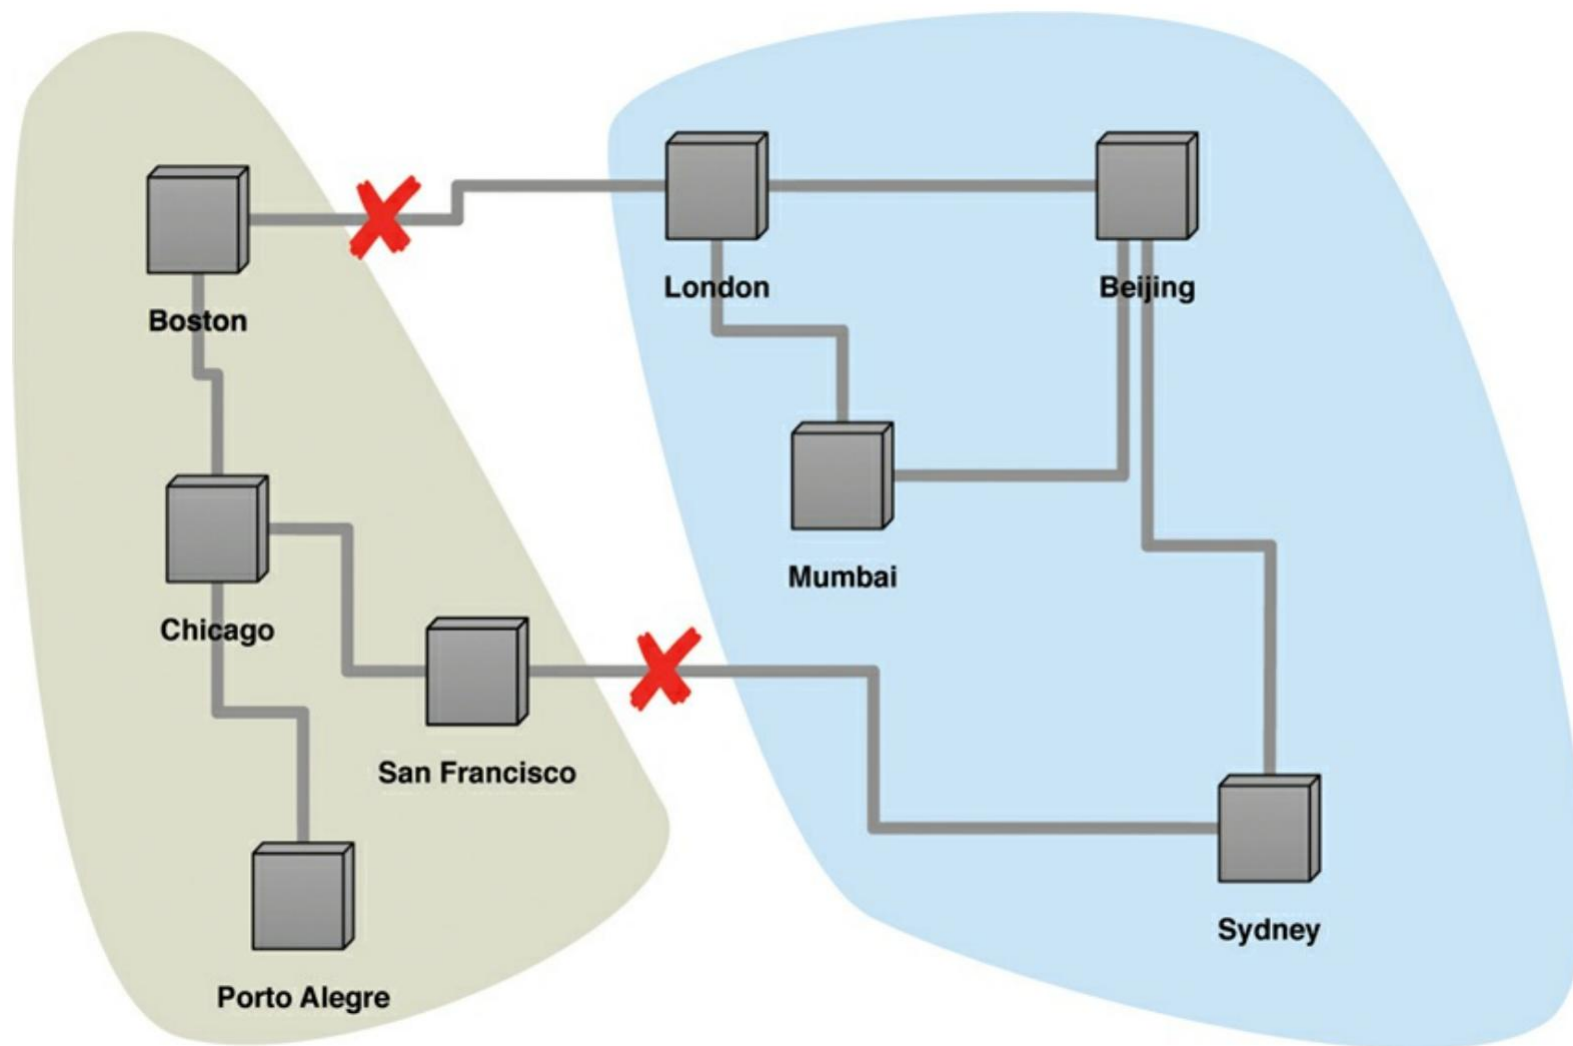 London
Beijing
Boston
Mumbai
Chicago
San Francisco
Sydney
Porto Alegre